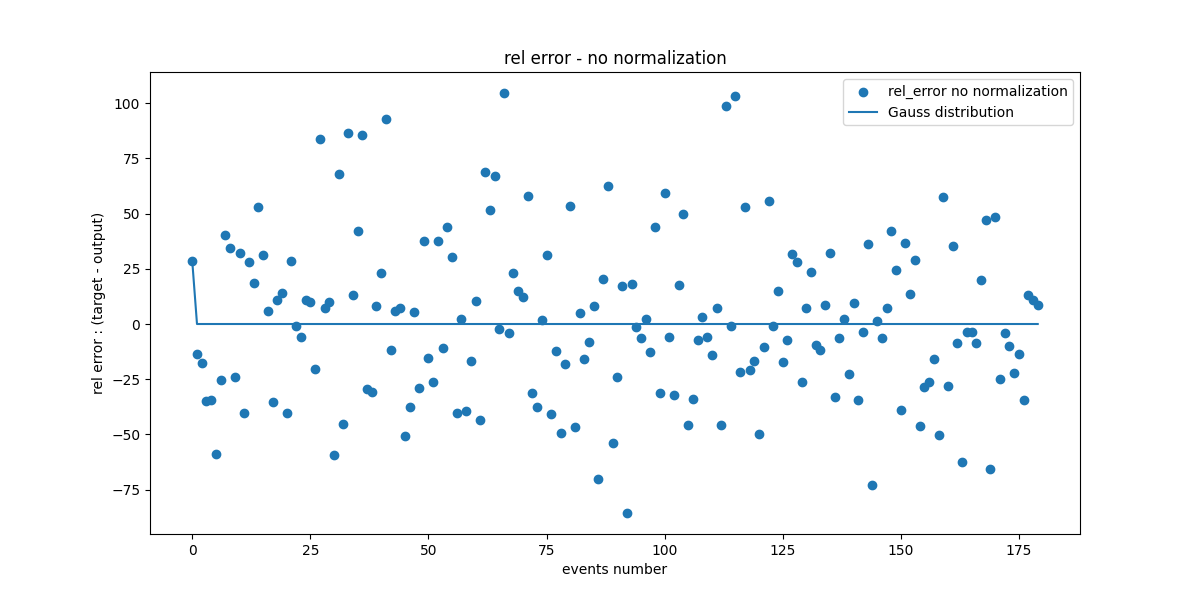 rel error - no normalization
rel_error no normalization
Gauss distribution
100
75
50
25
0
−25
−50
−75
rel error : (target - output)
0 25 50 75 100 125 150 175
events number